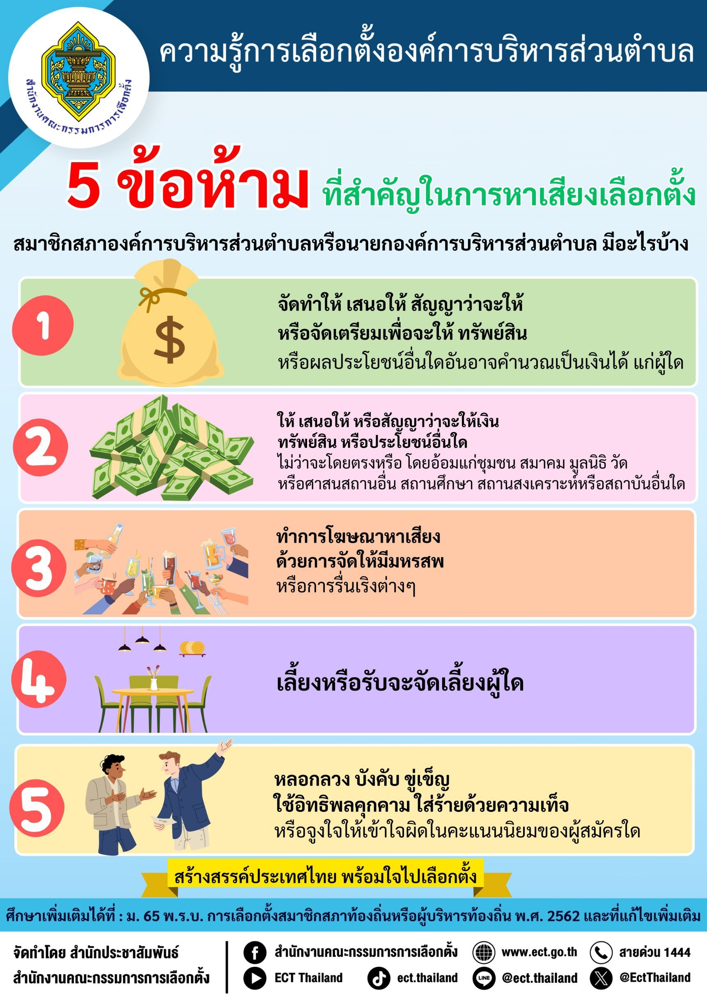 ความรู้การเลือกตั้งองค์การบริหารส่วนตำบล
สำนักงานคณะกรรมการการเลือกตั้ง
5 ข้อห้าม ที่สำคัญในการหาเสียงเลือกตั้ง
สมาชิกสภาองค์การบริหารส่วนตำบลหรือนายกองค์การบริหารส่วนตำบล มีอะไรบ้าง
1
$
จัดทำให้ เสนอให้ สัญญาว่าจะให้
หรือจัดเตรียมเพื่อจะให้ ทรัพย์สิน
หรือผลประโยชน์อื่นใดอันอาจคำนวณเป็นเงินได้ แก่ผู้ใด
2
ให้ เสนอให้ หรือสัญญาว่าจะให้เงิน
ทรัพย์สิน หรือประโยชน์อื่นใด
ไม่ว่าจะโดยตรงหรือ โดยอ้อมแก่ชุมชน สมาคม มูลนิธิ วัด
หรือศาสนสถานอื่น สถานศึกษา สถานสงเคราะห์หรือสถาบันอื่นใด
3
ทำการโฆษณาหาเสียง
ด้วยการจัดให้มีมหรสพ
หรือการรื่นเริงต่างๆ
4
เลี้ยงหรือรับจะจัดเลี้ยงผู้ใด
5
หลอกลวง บังคับ ขู่เข็ญ
ใช้อิทธิพลคุกคาม ใส่ร้ายด้วยความเท็จ
หรือจูงใจให้เข้าใจผิดในคะแนนนิยมของผู้สมัครใด
สร้างสรรค์ประเทศไทย พร้อมใจไปเลือกตั้ง
ศึกษาเพิ่มเติมได้ที่ : ม. 65 พ.ร.บ. การเลือกตั้งสมาชิกสภาท้องถิ่นหรือผู้บริหารท้องถิ่น พ.ศ. 2562 และที่แก้ไขเพิ่มเติม
จัดทำโดย สำนักประชาสัมพันธ์
สำนักงานคณะกรรมการการเลือกตั้ง
สำนักงานคณะกรรมการการเลือกตั้ง www.ect.go.th สายด่วน 1444
ECT Thailand ect.thailand LINE @ect.thailand @EctThailand